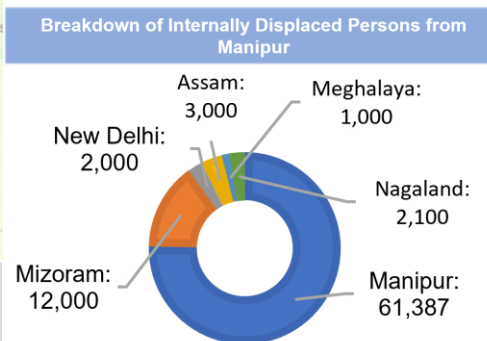 Breakdown of Internally Displaced Persons from
Manipur
Assam:
3,000
Meghalaya:
1,000
New Delhi:
2,000
Nagaland:
2,100
Mizoram:
12,000
Manipur:
61,387